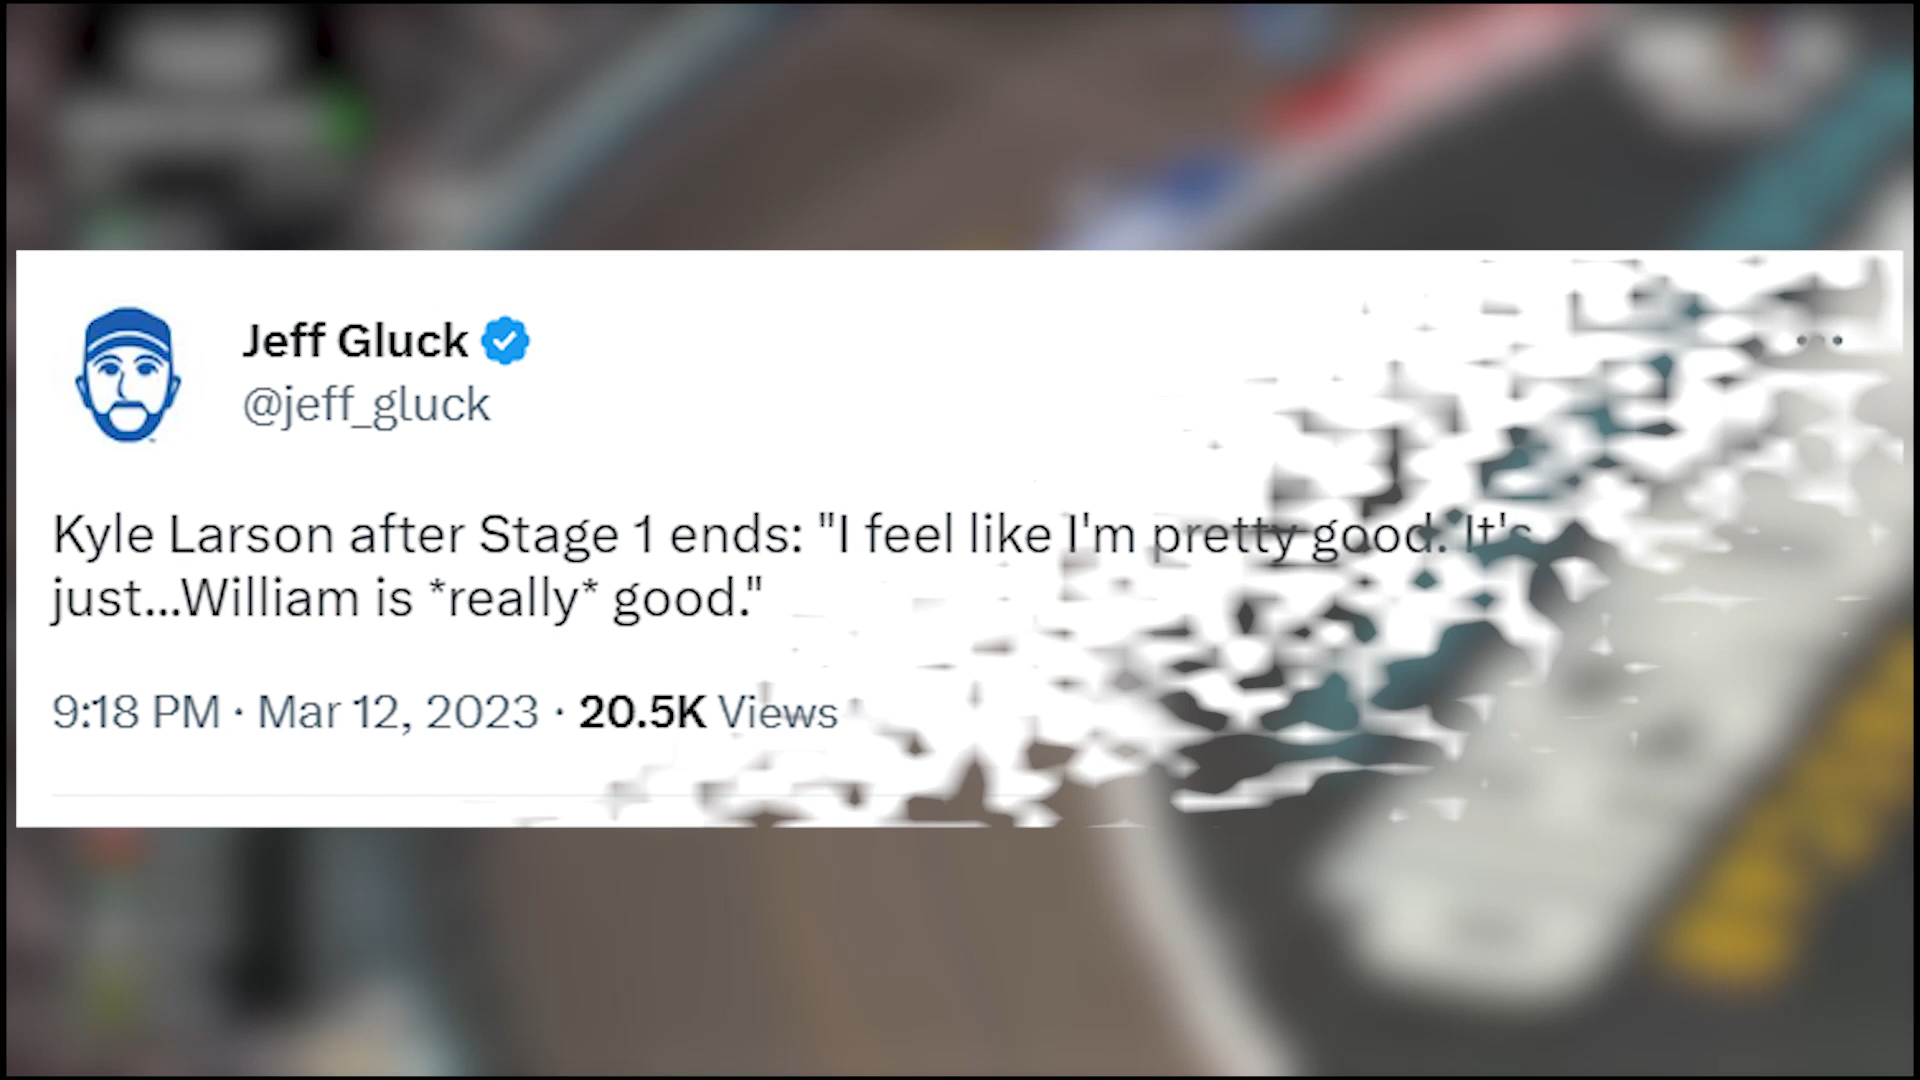 Jeff Gluck
@jeff_gluck
Kyle Larson after Stage 1 ends: "I feel like I'm pretty good. It's
just...William is *really* good."
9:18 PM · Mar 12, 2023 · 20.5K Views